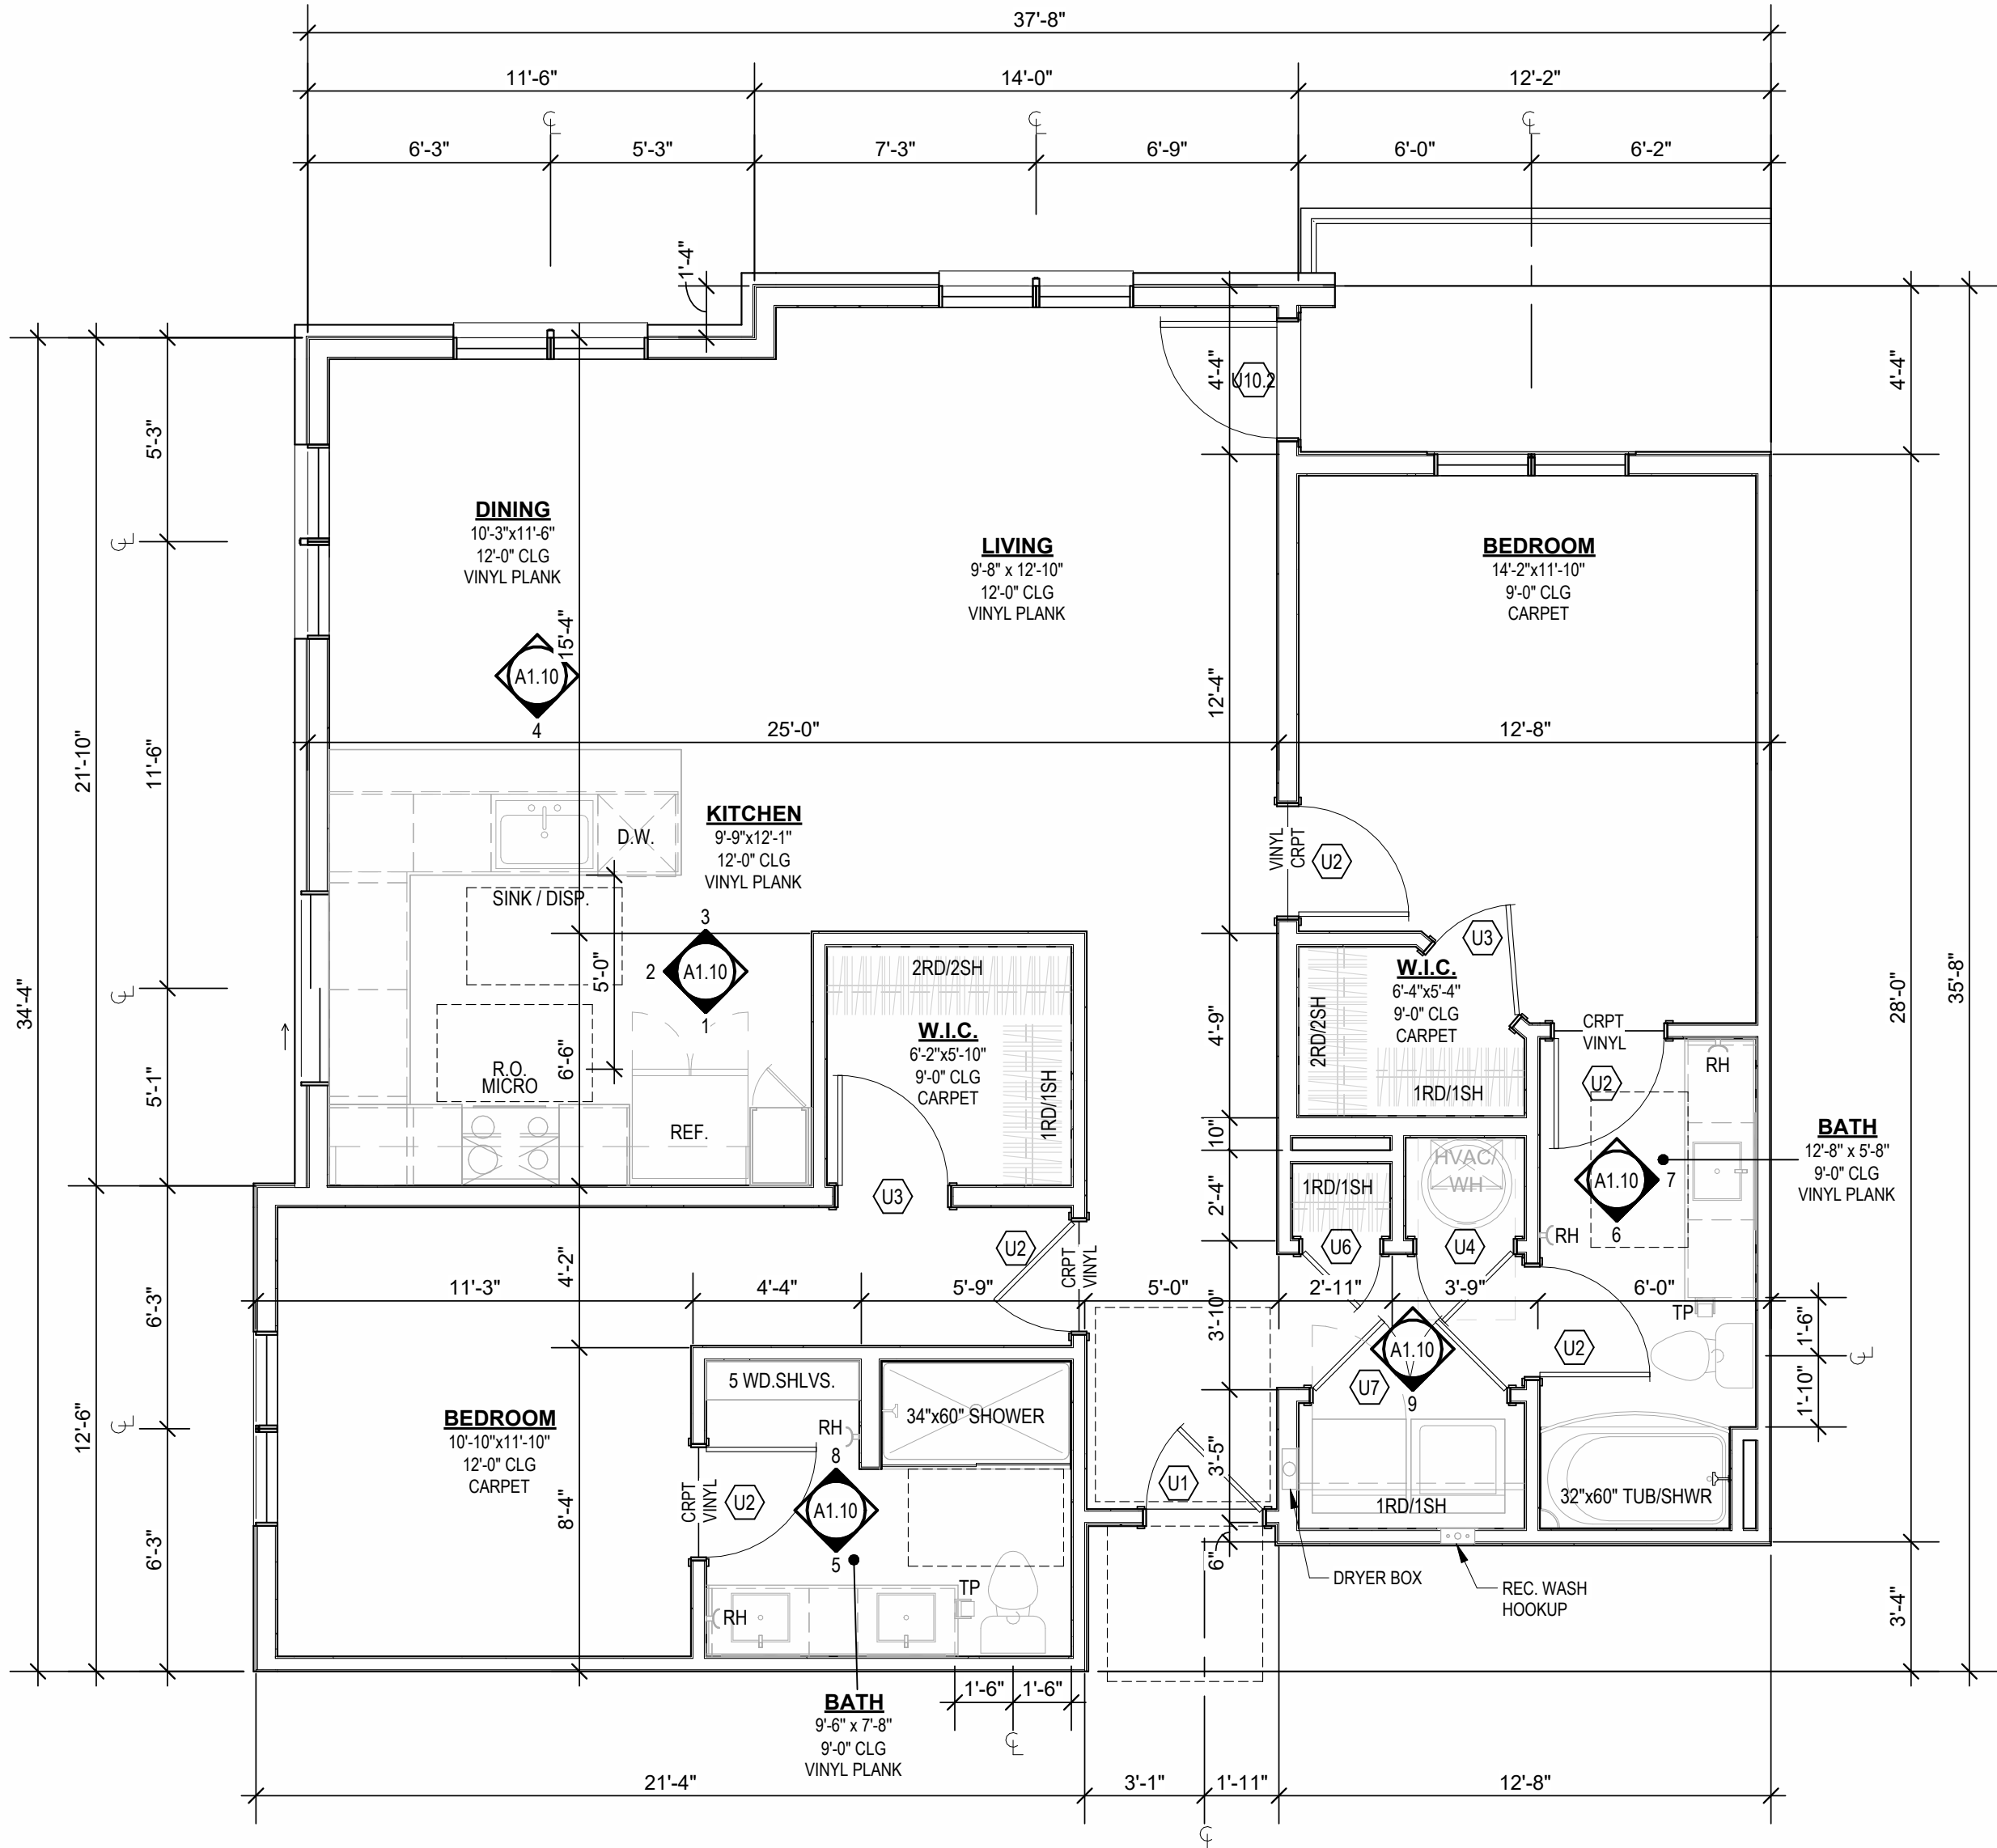 37'-8"
11'-6" 14'-0" 12'-2"
℄ ℄ ℄
6'-3" 5'-3" 7'-3" 6'-9" 6'-0" 6'-2"
1'-4"
4'-4"
U10.2
4'-4"
5'-3"
℄
DINING
10'-3"x11'-6"
12'-0" CLG
VINYL PLANK
LIVING
9'-8" x 12'-10"
12'-0" CLG
VINYL PLANK
BEDROOM
14'-2"x11'-10"
9'-0" CLG
CARPET
15'-4"
A1.10
4
12'-4"
25'-0" 12'-8"
21'-10"
11'-6"
KITCHEN
9'-9"x12'-1"
12'-0" CLG
VINYL PLANK
D.W.
SINK / DISP.
VINYL
CRPT
U2
3
2 A1.10
1
5'-0"
6'-6"
R.O.
MICRO
REF.
2RD/2SH
W.I.C.
6'-2"x5'-10"
9'-0" CLG
CARPET
1RD/1SH
U3
W.I.C.
6'-4"x5'-4"
9'-0" CLG
CARPET
2RD/2SH
1RD/1SH
4'-9"
CRPT
VINYL
U2
RH
34'-4"
℄
5'-1"
28'-0"
35'-8"
BATH
12'-8" x 5'-8"
9'-0" CLG
VINYL PLANK
A1.10 7
6
RH
10"
HVAC/
WH
1RD/1SH
2'-4"
U3
U2
U6
U4
CRPT
VINYL
4'-2"
11'-3" 4'-4" 5'-9" 5'-0" 2'-11" 3'-9" 6'-0"
3'-10"
TP
1'-6"
℄
1'-10"
U2
6'-3"
A1.10
9
U7
5 WD.SHLVS.
34"x60" SHOWER
RH
8
A1.10
5
BEDROOM
10'-10"x11'-10"
12'-0" CLG
CARPET
12'-6"
℄
6'-3"
8'-4"
CRPT
VINYL
U2
U1
3'-5"
1RD/1SH
32"x60" TUB/SHWR
6"
DRYER BOX
REC. WASH
HOOKUP
3'-4"
TP
RH
1'-6" 1'-6"
℄
BATH
9'-6" x 7'-8"
9'-0" CLG
VINYL PLANK
21'-4" 3'-1" 1'-11" 12'-8"
℄